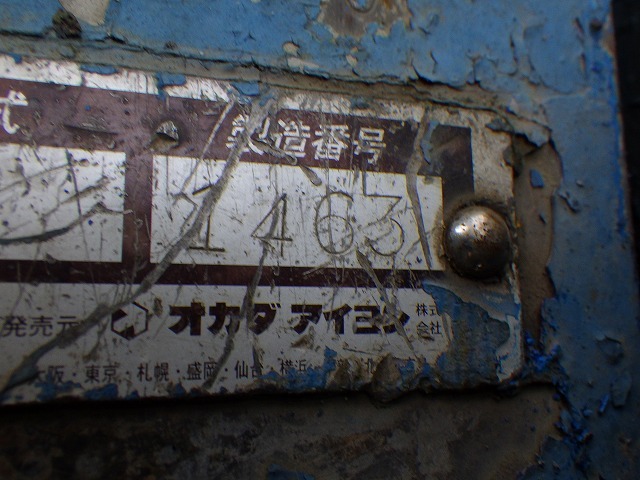 式 製造番号
1463
発売元 オカダ アイヨン 株式会社
大阪・東京・札幌・盛岡・仙台・横浜・